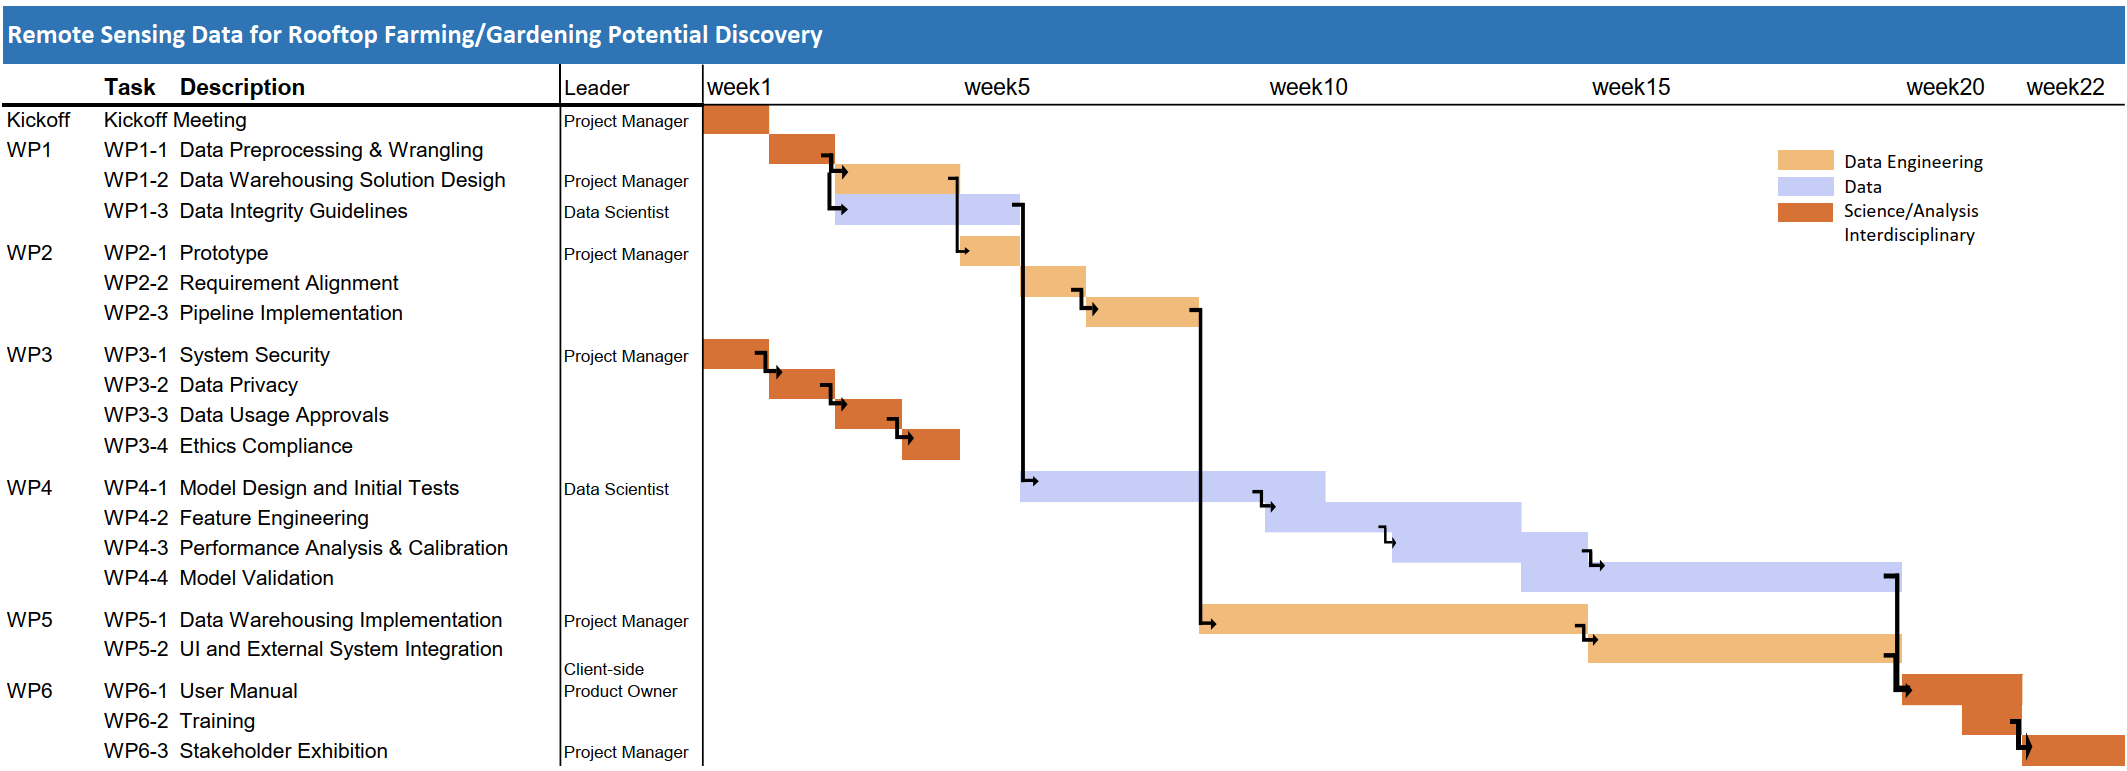 Remote Sensing Data for Rooftop Farming/Gardening Potential Discovery
Task Description Leader week1 week5 week10 week15 week20 week22
Kickoff Kickoff Meeting Project Manager
WP1 WP1-1 Data Preprocessing & Wrangling
WP1-2 Data Warehousing Solution Desigh Project Manager
WP1-3 Data Integrity Guidelines Data Scientist
WP2 WP2-1 Prototype Project Manager
WP2-2 Requirement Alignment
WP2-3 Pipeline Implementation
WP3 WP3-1 System Security Project Manager
WP3-2 Data Privacy
WP3-3 Data Usage Approvals
WP3-4 Ethics Compliance
WP4 WP4-1 Model Design and Initial Tests Data Scientist
WP4-2 Feature Engineering
WP4-3 Performance Analysis & Calibration
WP4-4 Model Validation
WP5 WP5-1 Data Warehousing Implementation Project Manager
WP5-2 UI and External System Integration
Client-side
WP6 WP6-1 User Manual Product Owner
WP6-2 Training
WP6-3 Stakeholder Exhibition Project Manager
Data Engineering
Data
Science/Analysis
Interdisciplinary